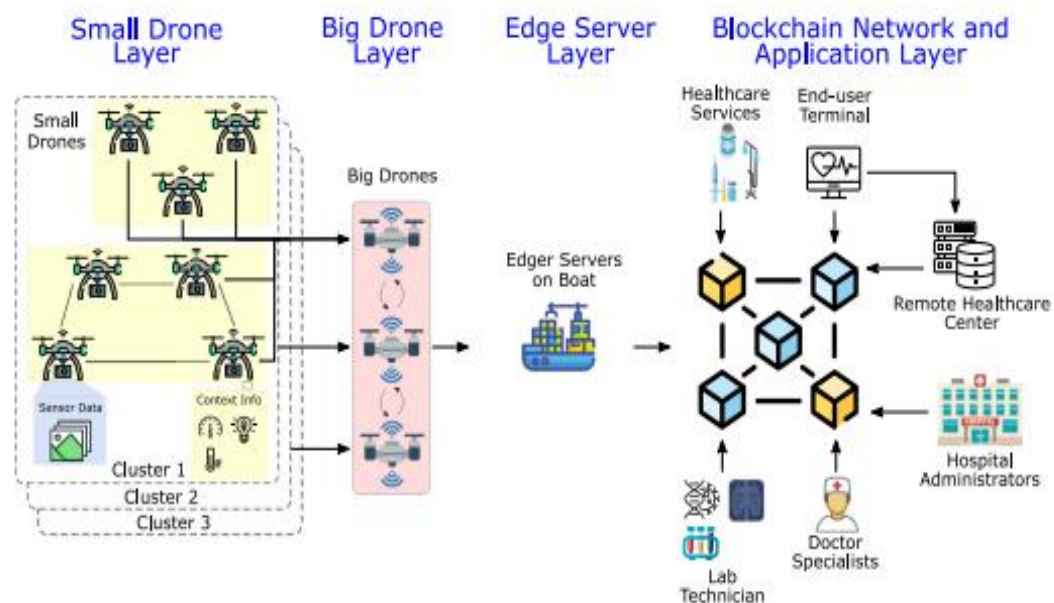 Small Drone
Layer
Big Drone
Layer
Edge Server
Layer
Blockchain Network and
Application Layer
Small
Drones
Sensor Data
Context Info
Cluster 1
Cluster 2
Cluster 3
Big Drones
Edger Servers
on Boat
Healthcare
Services
End-user
Terminal
Remote Healthcare
Center
Hospital
Administrators
Doctor
Specialists
Lab
Technician